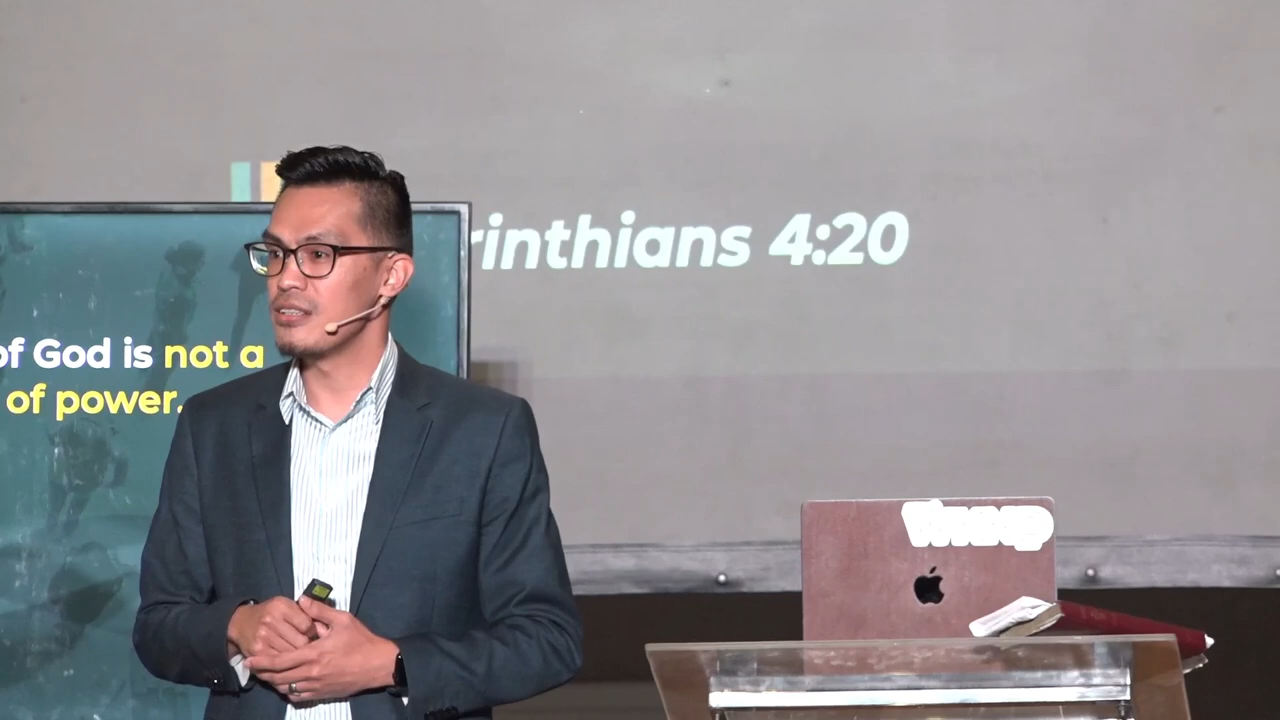 rinthians 4:20
of God is not a
of power.